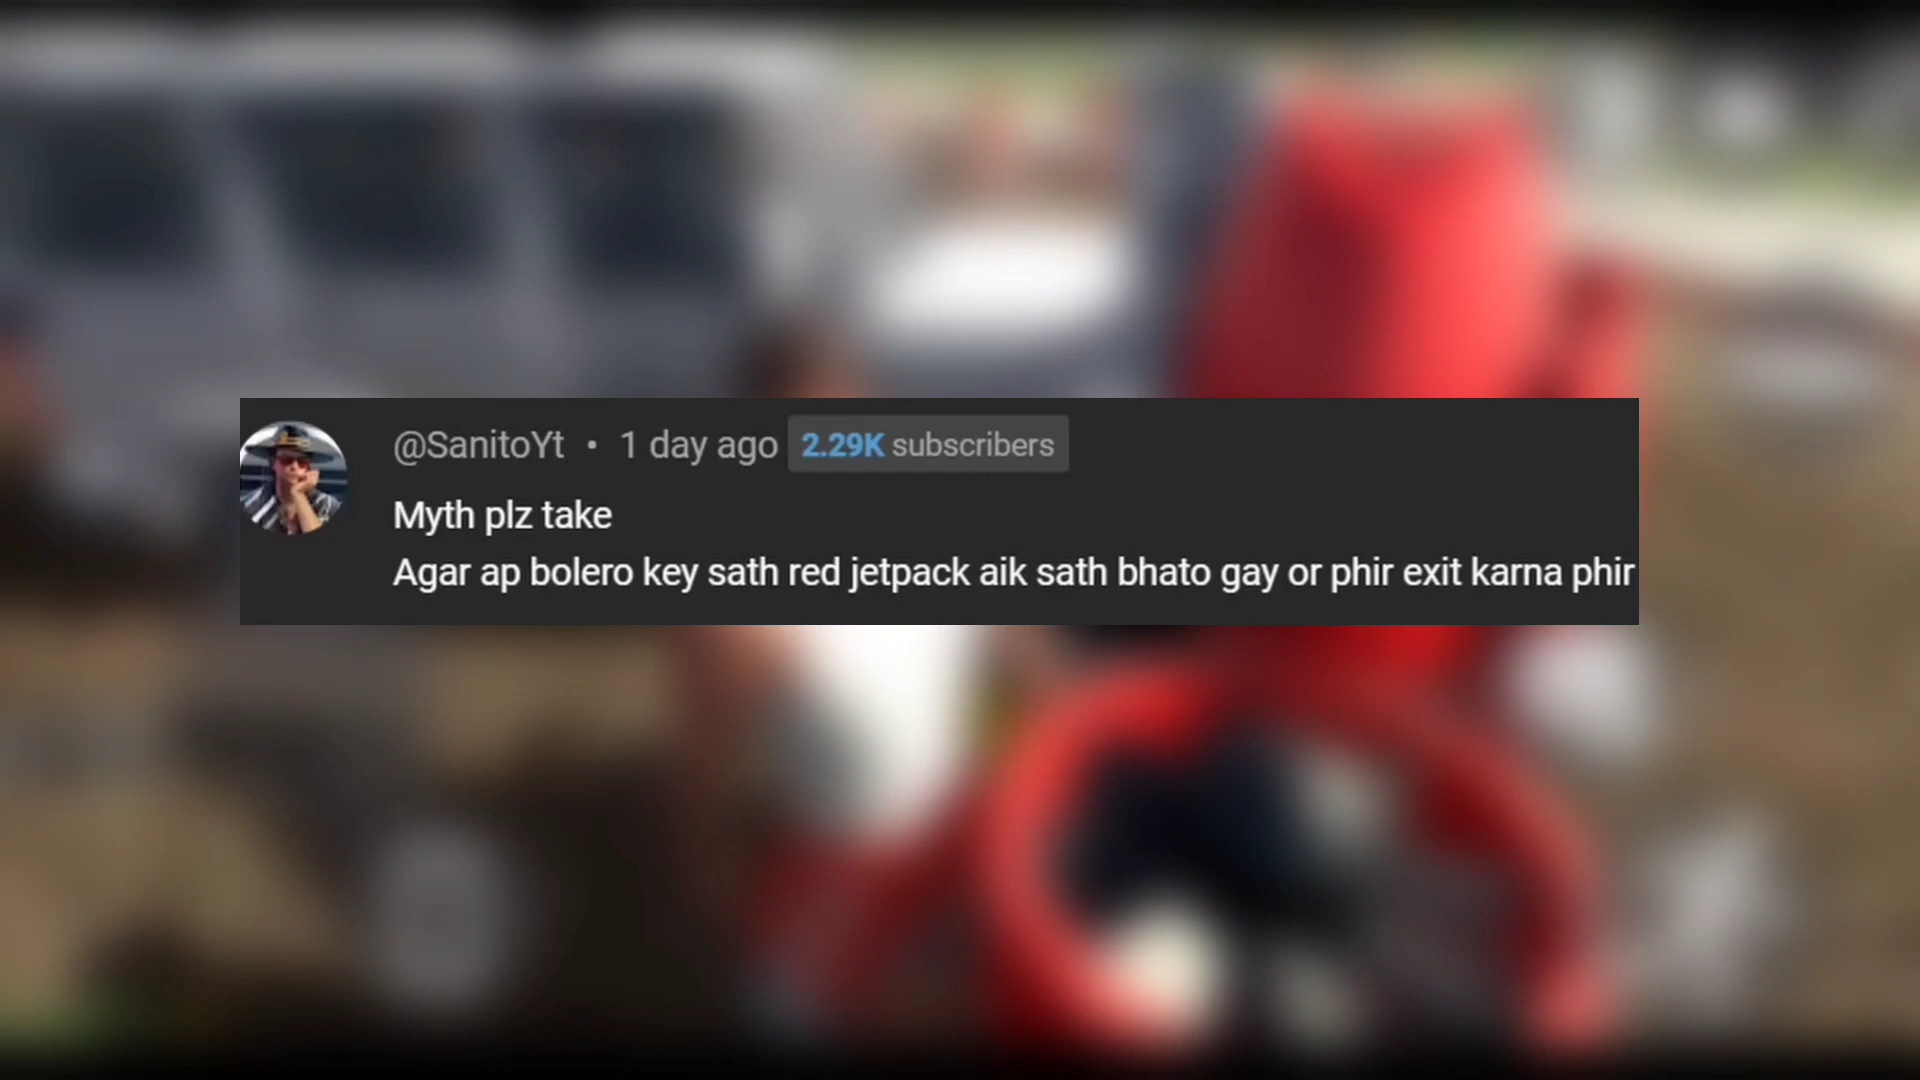 @SanitoYt • 1 day ago 2.29K subscribers
Myth plz take
Agar ap bolero key sath red jetpack aik sath bhato gay or phir exit karna phir